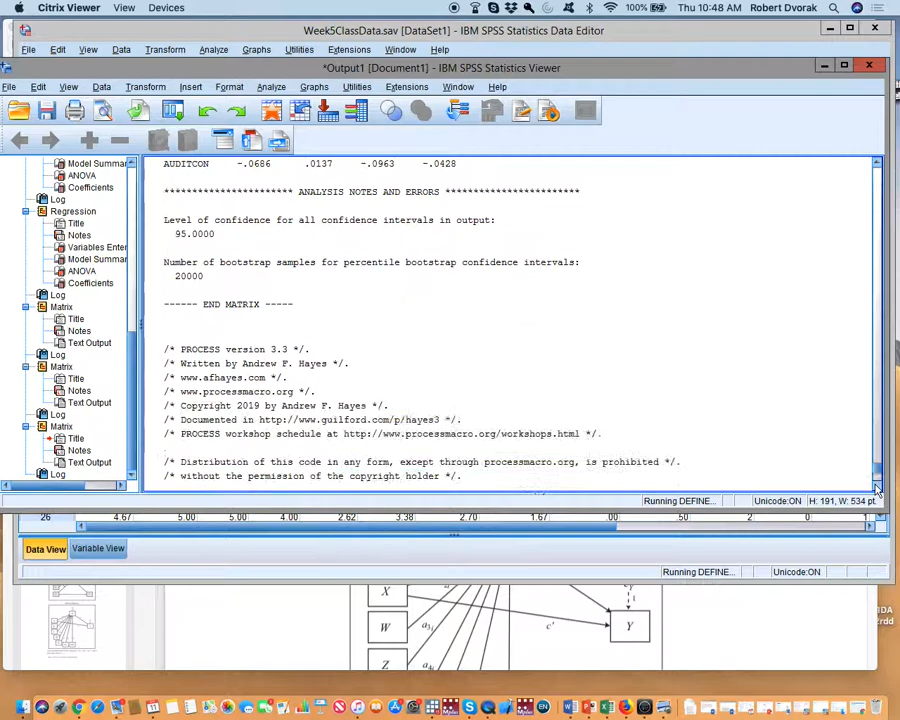 Citrix Viewer View Devices 100% Thu 10:48 AM Robert Dvorak
Week5ClassData.sav [DataSet1] - IBM SPSS Statistics Data Editor
File Edit View Data Transform Analyze Graphs Utilities Extensions Window Help
*Output1 [Document1] - IBM SPSS Statistics Viewer
File Edit View Data Transform Insert Format Analyze Graphs Utilities Extensions Window Help
Model Summar
ANOVA
Coefficients
Log
Regression
Title
Notes
Variables Enter
Model Summar
ANOVA
Coefficients
Log
Matrix
Title
Notes
Text Output
Log
Matrix
Title
Notes
Text Output
Log
Matrix
Title
Notes
Text Output
Log
AUDITCON -.0686 .0137 -.0963 -.0428
*********************** ANALYSIS NOTES AND ERRORS ************************
Level of confidence for all confidence intervals in output:
95.0000
Number of bootstrap samples for percentile bootstrap confidence intervals:
20000
------ END MATRIX -----
/* PROCESS version 3.3 */.
/* Written by Andrew F. Hayes */.
/* www.afhayes.com */.
/* www.processmacro.org */.
/* Copyright 2019 by Andrew F. Hayes */.
/* Documented in http://www.guilford.com/p/hayes3 */.
/* PROCESS workshop schedule at http://www.processmacro.org/workshops.html */.
/* Distribution of this code in any form, except through processmacro.org, is prohibited */.
/* without the permission of the copyright holder */.
Running DEFINE... Unicode:ON H: 191, W: 534 pt.
26 4.67 5.00 2.00 2.62 2.00 3.00 .00 .50 2 0 1
Data View Variable View
Running DEFINE... Unicode:ON
X
W
Z
a3i
a4i
c'
1
Y
IDA
Erdd